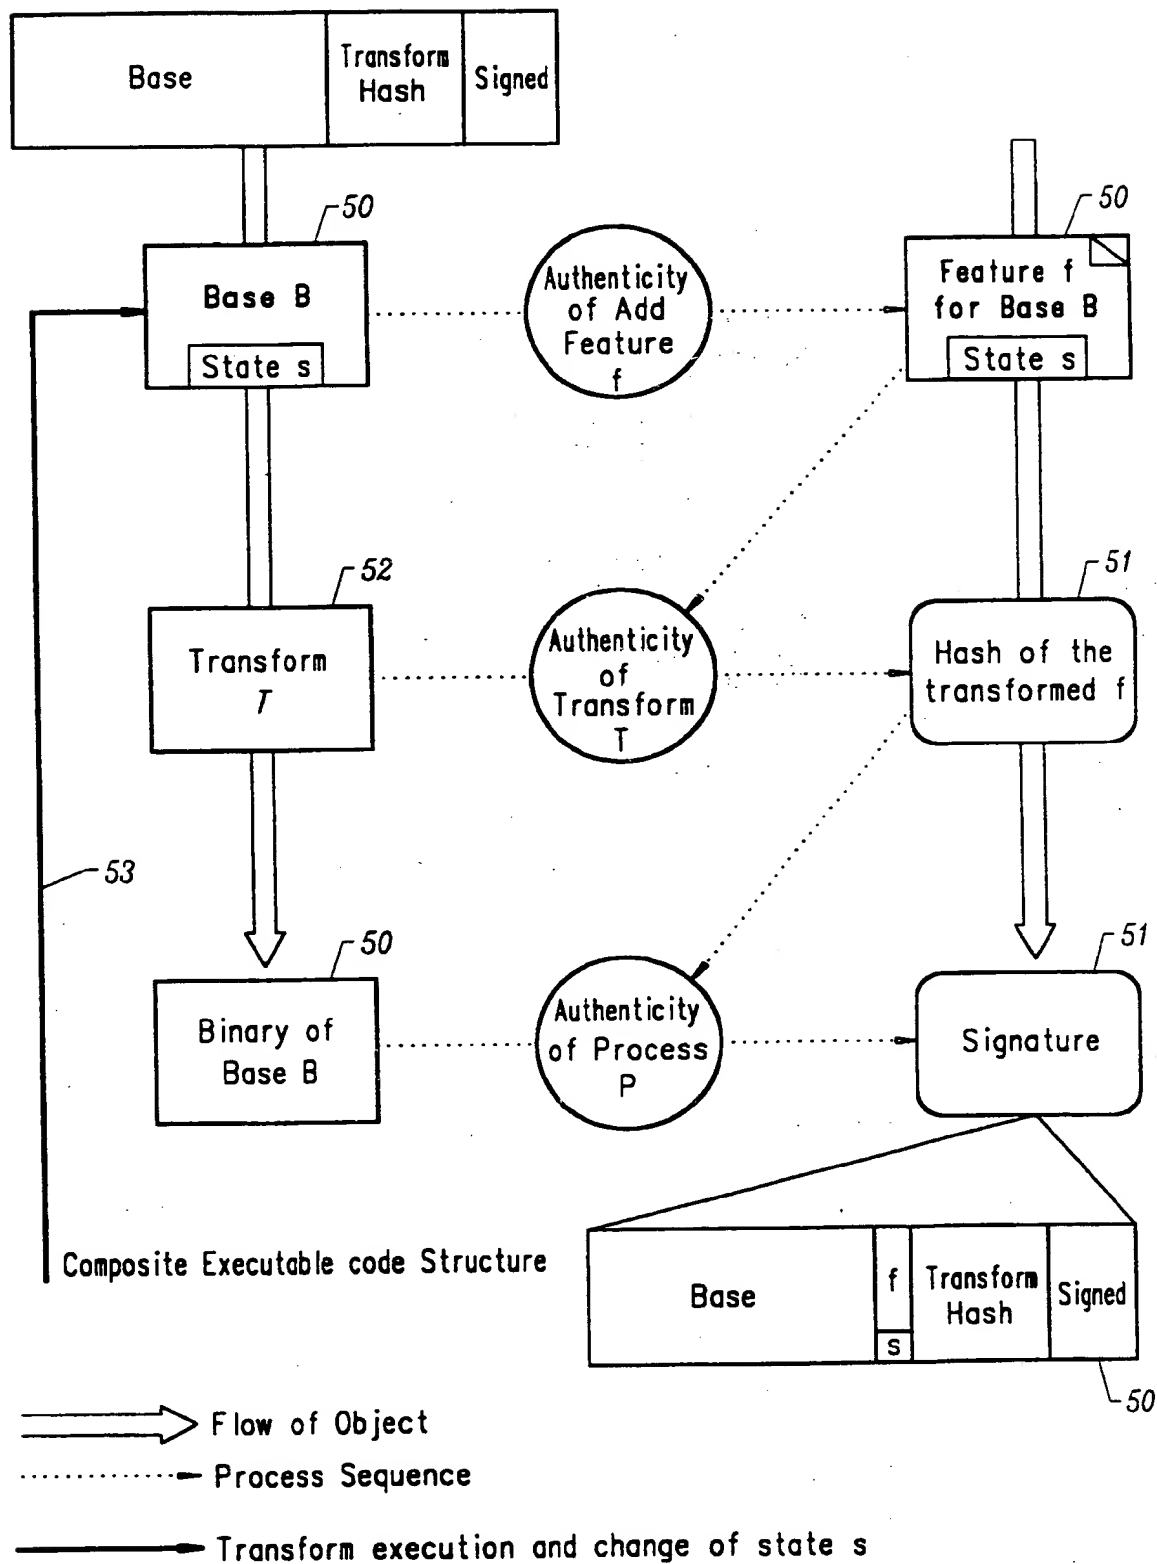 Base
Transform
Hash
Signed
50
Base B
State s
Authenticity
of Add
Feature
f
50
Feature f
for Base B
State s
52
Transform
T
Authenticity
of
Transform
T
51
Hash of the
transformed f
53
50
Binary of
Base B
Authenticity
of Process
P
51
Signature
Composite Executable code Structure
Base
f
s
Transform
Hash
Signed
50
Flow of Object
Process Sequence
Transform execution and change of state s